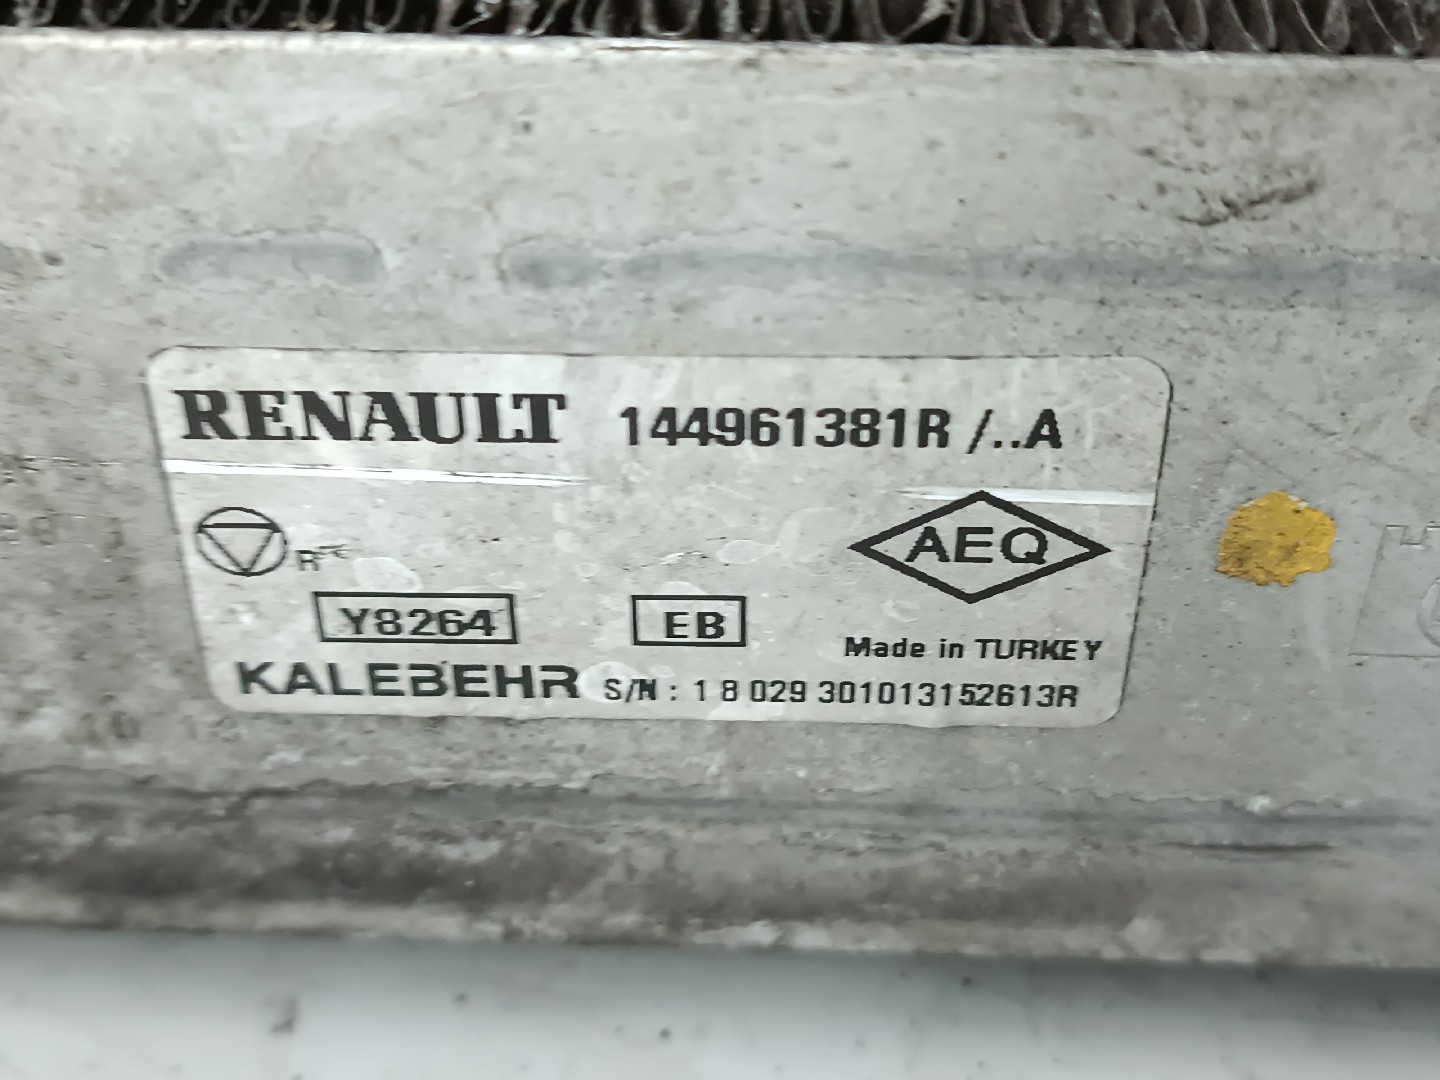 RENAULT 144961381R /..A
AEQ
R
Y8264 EB
Made in TURKEY
KALEBEHR S/N : 1 8 029 301013152613R